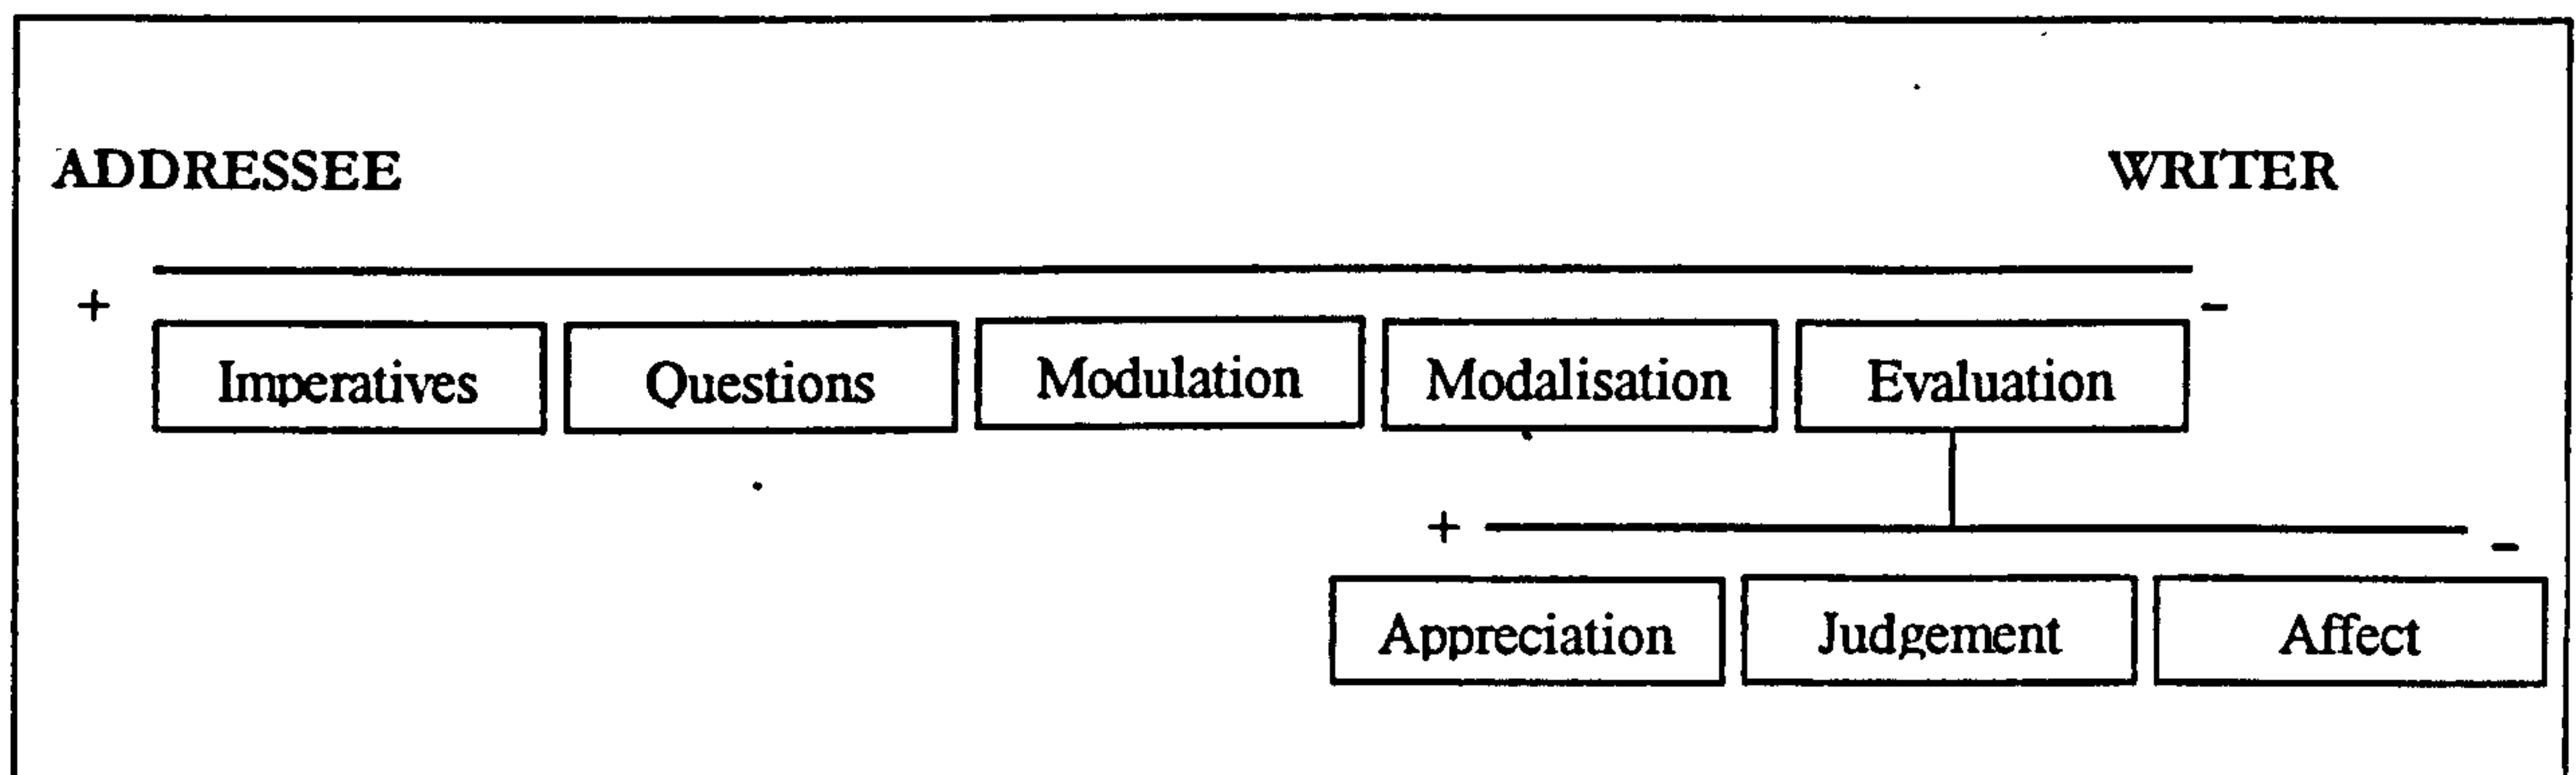 ADDRESSEE WRITER
+ -
Imperatives Questions Modulation Modalisation Evaluation
+ -
Appreciation Judgement Affect